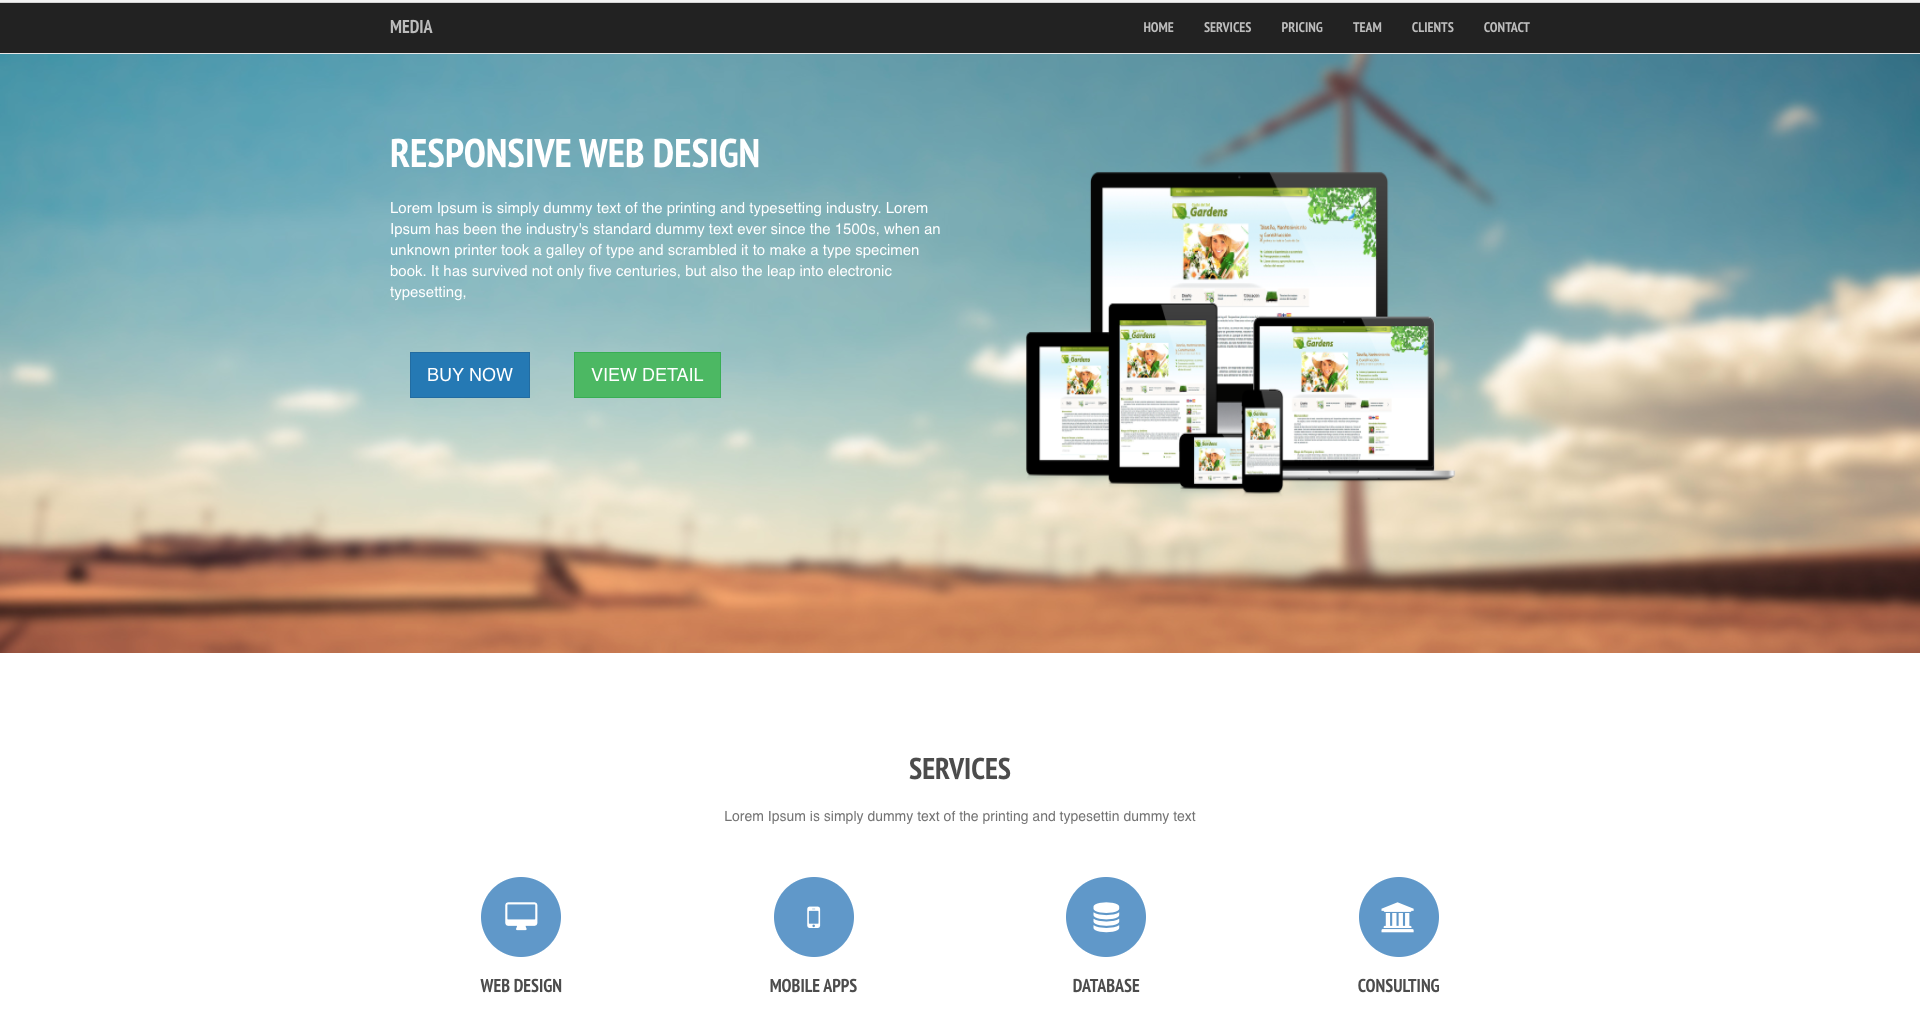 MEDIA
HOME SERVICES PRICING TEAM CLIENTS CONTACT
RESPONSIVE WEB DESIGN
Lorem Ipsum is simply dummy text of the printing and typesetting industry. Lorem
Ipsum has been the industry's standard dummy text ever since the 1500s, when an
unknown printer took a galley of type and scrambled it to make a type specimen
book. It has survived not only five centuries, but also the leap into electronic
typesetting,
BUY NOW VIEW DETAIL
Gardens
Gardens
Gardens
Gardens
Gardens
Gardens
SERVICES
Lorem Ipsum is simply dummy text of the printing and typesettin dummy text
WEB DESIGN MOBILE APPS DATABASE CONSULTING